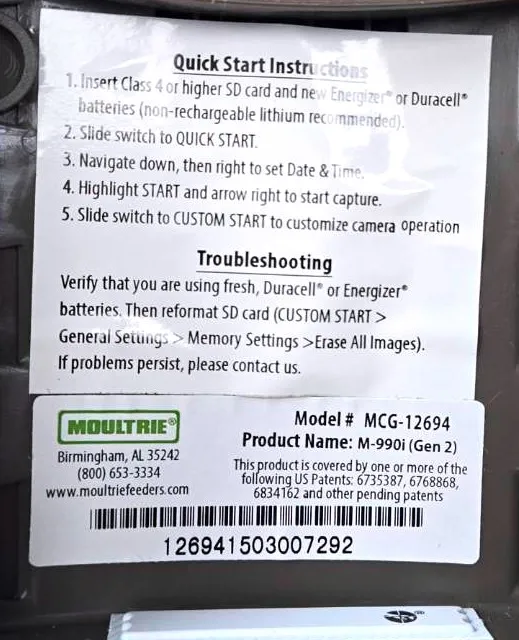 Quick Start Instructions
1. Insert Class 4 or higher SD card and new Energizer® or Duracell®
batteries (non-rechargeable lithium recommended).
2. Slide switch to QUICK START.
3. Navigate down, then right to set Date & Time.
4. Highlight START and arrow right to start capture.
5. Slide switch to CUSTOM START to customize camera operation
Troubleshooting
Verify that you are using fresh, Duracell® or Energizer®
batteries. Then reformat SD card (CUSTOM START >
General Settings > Memory Settings >Erase All Images).
If problems persist, please contact us.
MOULTRIE®
Birmingham, AL 35242
(800) 653-3334
www.moultriefeeders.com
Model # MCG-12694
Product Name: M-990i (Gen 2)
This product is covered by one or more of the
following US Patents: 6735387, 6768868,
6834162 and other pending patents
126941503007292